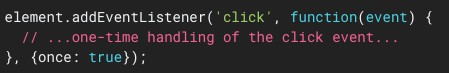 element.addEventListener('click', function(event) {
  // ...one-time handling of the click event...
}, {once: true});